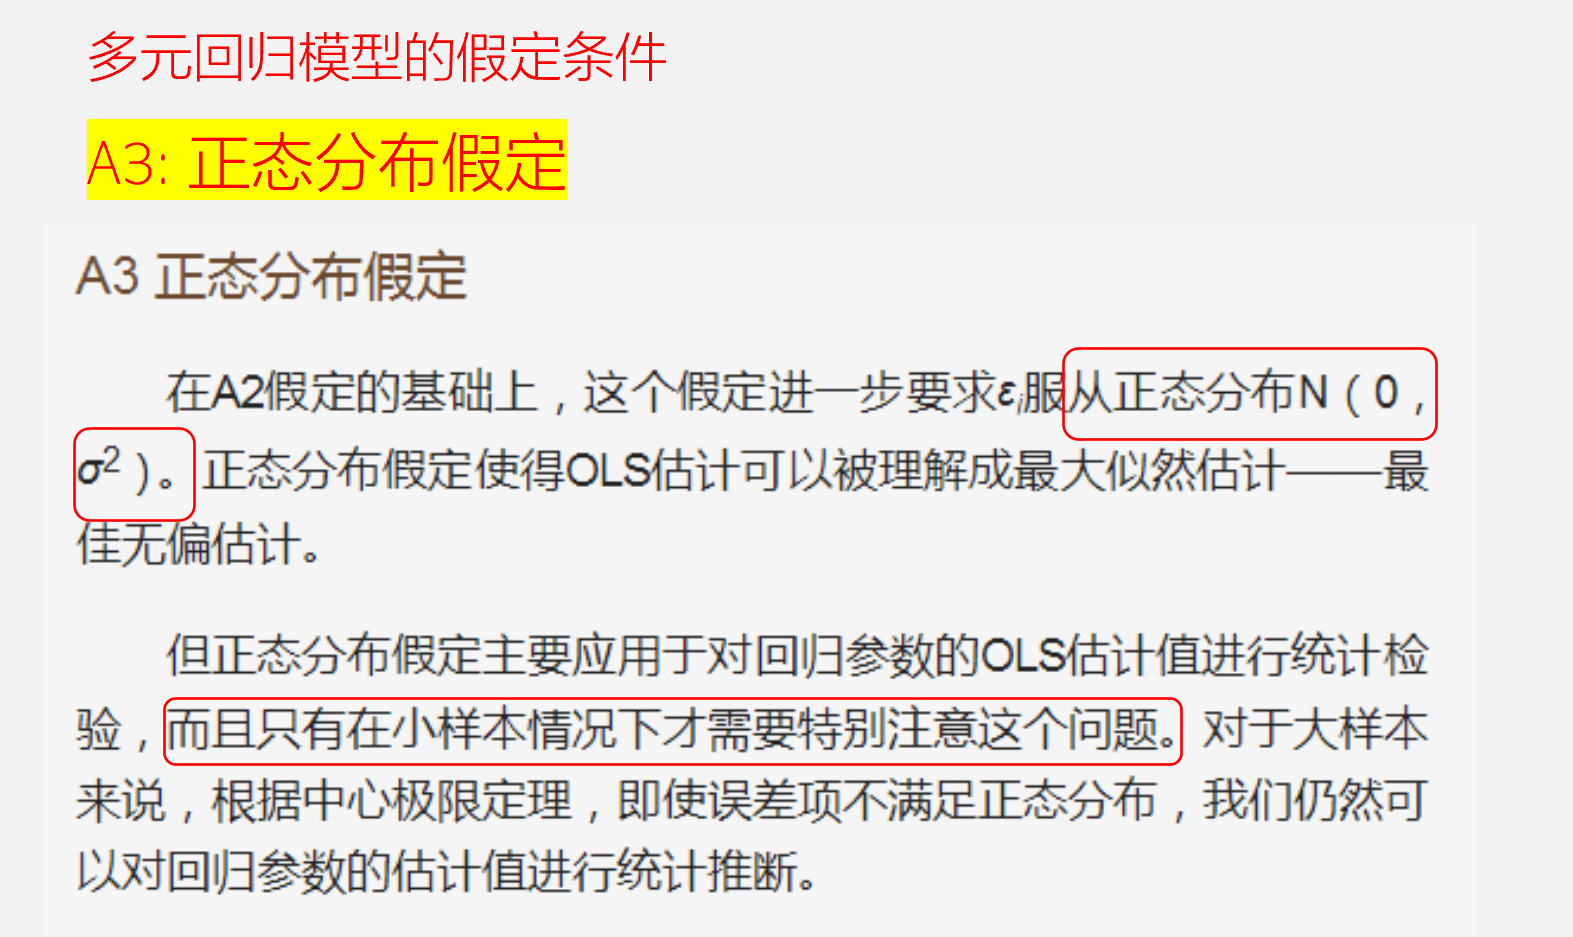 多元回归模型的假定条件
A3: 正态分布假定
A3 正态分布假定
在A2假定的基础上，这个假定进一步要求εi服从正态分布N（0，
σ2）。正态分布假定使得OLS估计可以被理解成最大似然估计——最
佳无偏估计。
但正态分布假定主要应用于对回归参数的OLS估计值进行统计检
验，而且只有在小样本情况下才需要特别注意这个问题。对于大样本
来说，根据中心极限定理，即使误差项不满足正态分布，我们仍然可
以对回归参数的估计值进行统计推断。